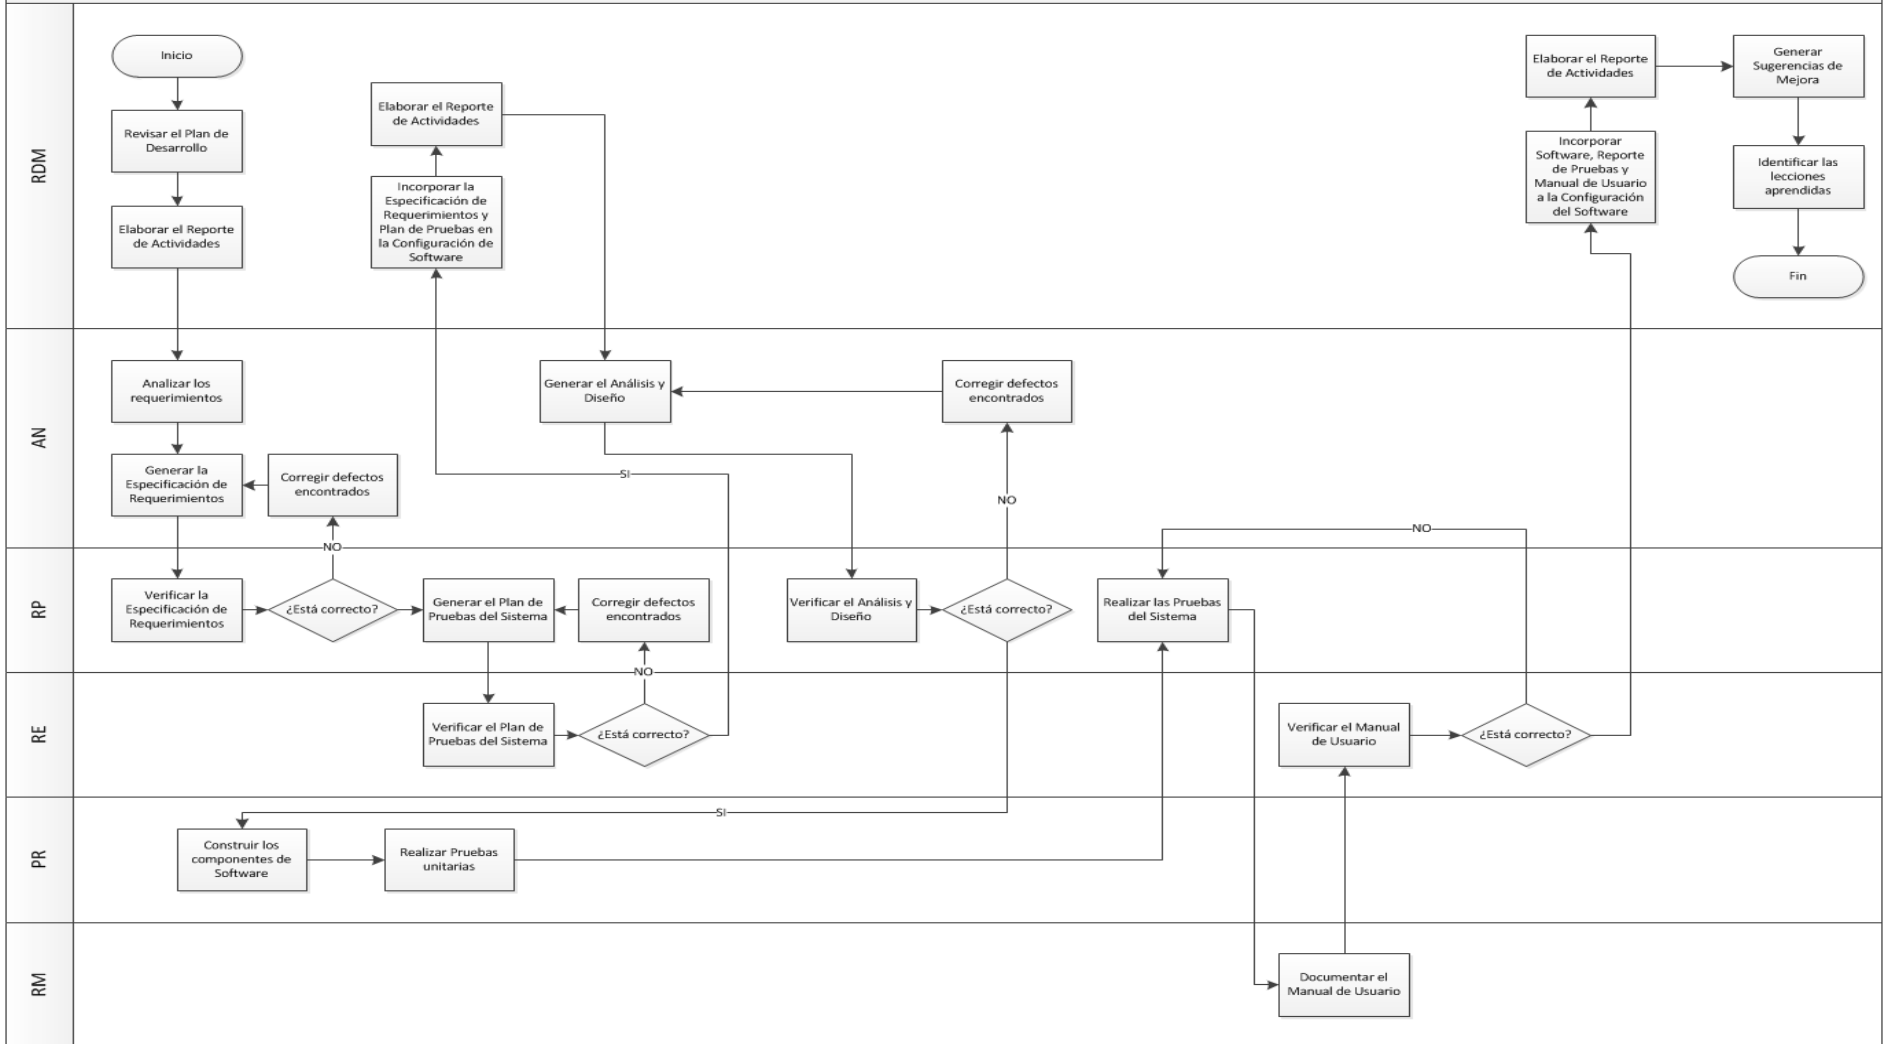 RDM
Inicio
Revisar el Plan de
Desarrollo
Elaborar el Reporte
de Actividades
Elaborar el Reporte
de Actividades
Incorporar la
Especificación de
Requerimientos y
Plan de Pruebas en
la Configuración de
Software
Elaborar el Reporte
de Actividades
Generar
Sugerencias de
Mejora
Incorporar
Software, Reporte
de Pruebas y
Manual de Usuario
a la Configuración
del Software
Identificar las
lecciones
aprendidas
Fin
AN
Analizar los
requerimientos
Generar la
Especificación de
Requerimientos
Corregir defectos
encontrados
NO
Generar el Análisis y
Diseño
Corregir defectos
encontrados
SI
NO
NO
RP
Verificar la
Especificación de
Requerimientos
¿Está correcto?
Generar el Plan de
Pruebas del Sistema
Corregir defectos
encontrados
NO
Verificar el Análisis y
Diseño
¿Está correcto?
Realizar las Pruebas
del Sistema
RE
Verificar el Plan de
Pruebas del Sistema
¿Está correcto?
Verificar el Manual
de Usuario
¿Está correcto?
PR
SI
Construir los
componentes de
Software
Realizar Pruebas
unitarias
RM
Documentar el
Manual de Usuario